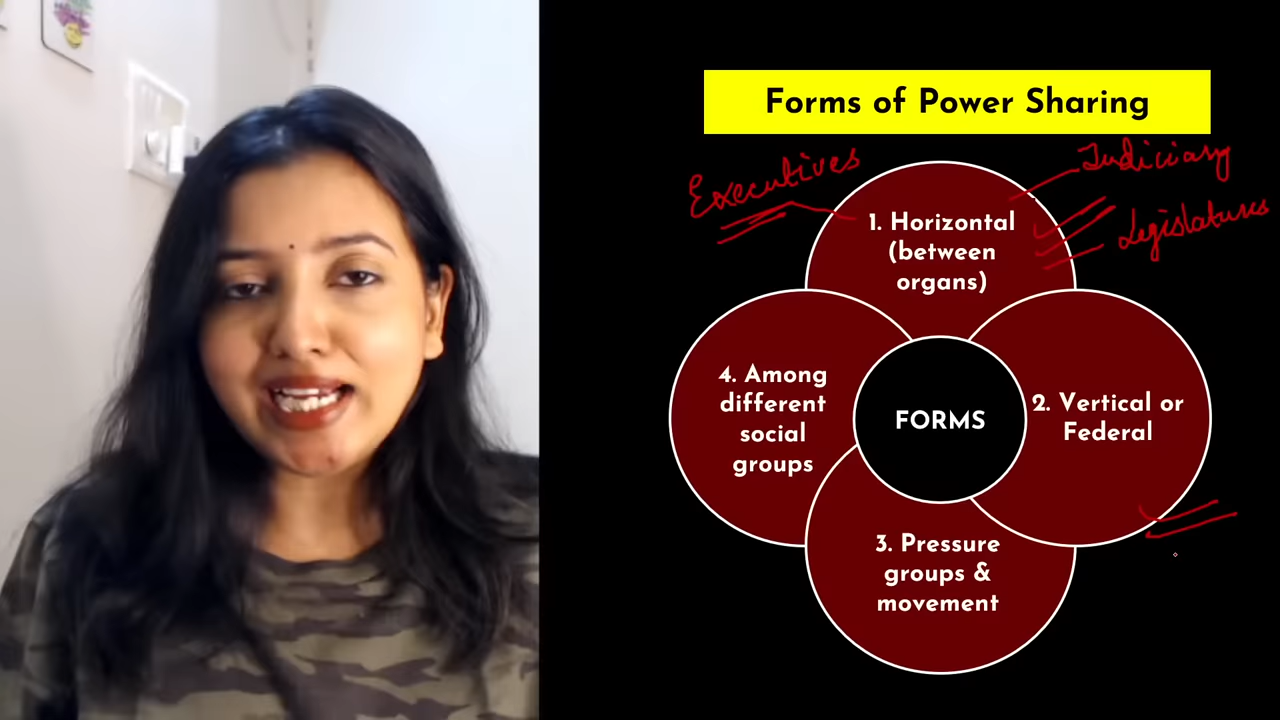 Forms of Power Sharing
Executives
Judiciary
Legislatures
1. Horizontal
(between
organs)
4. Among
different
social
groups
FORMS
2. Vertical or
Federal
3. Pressure
groups &
movement